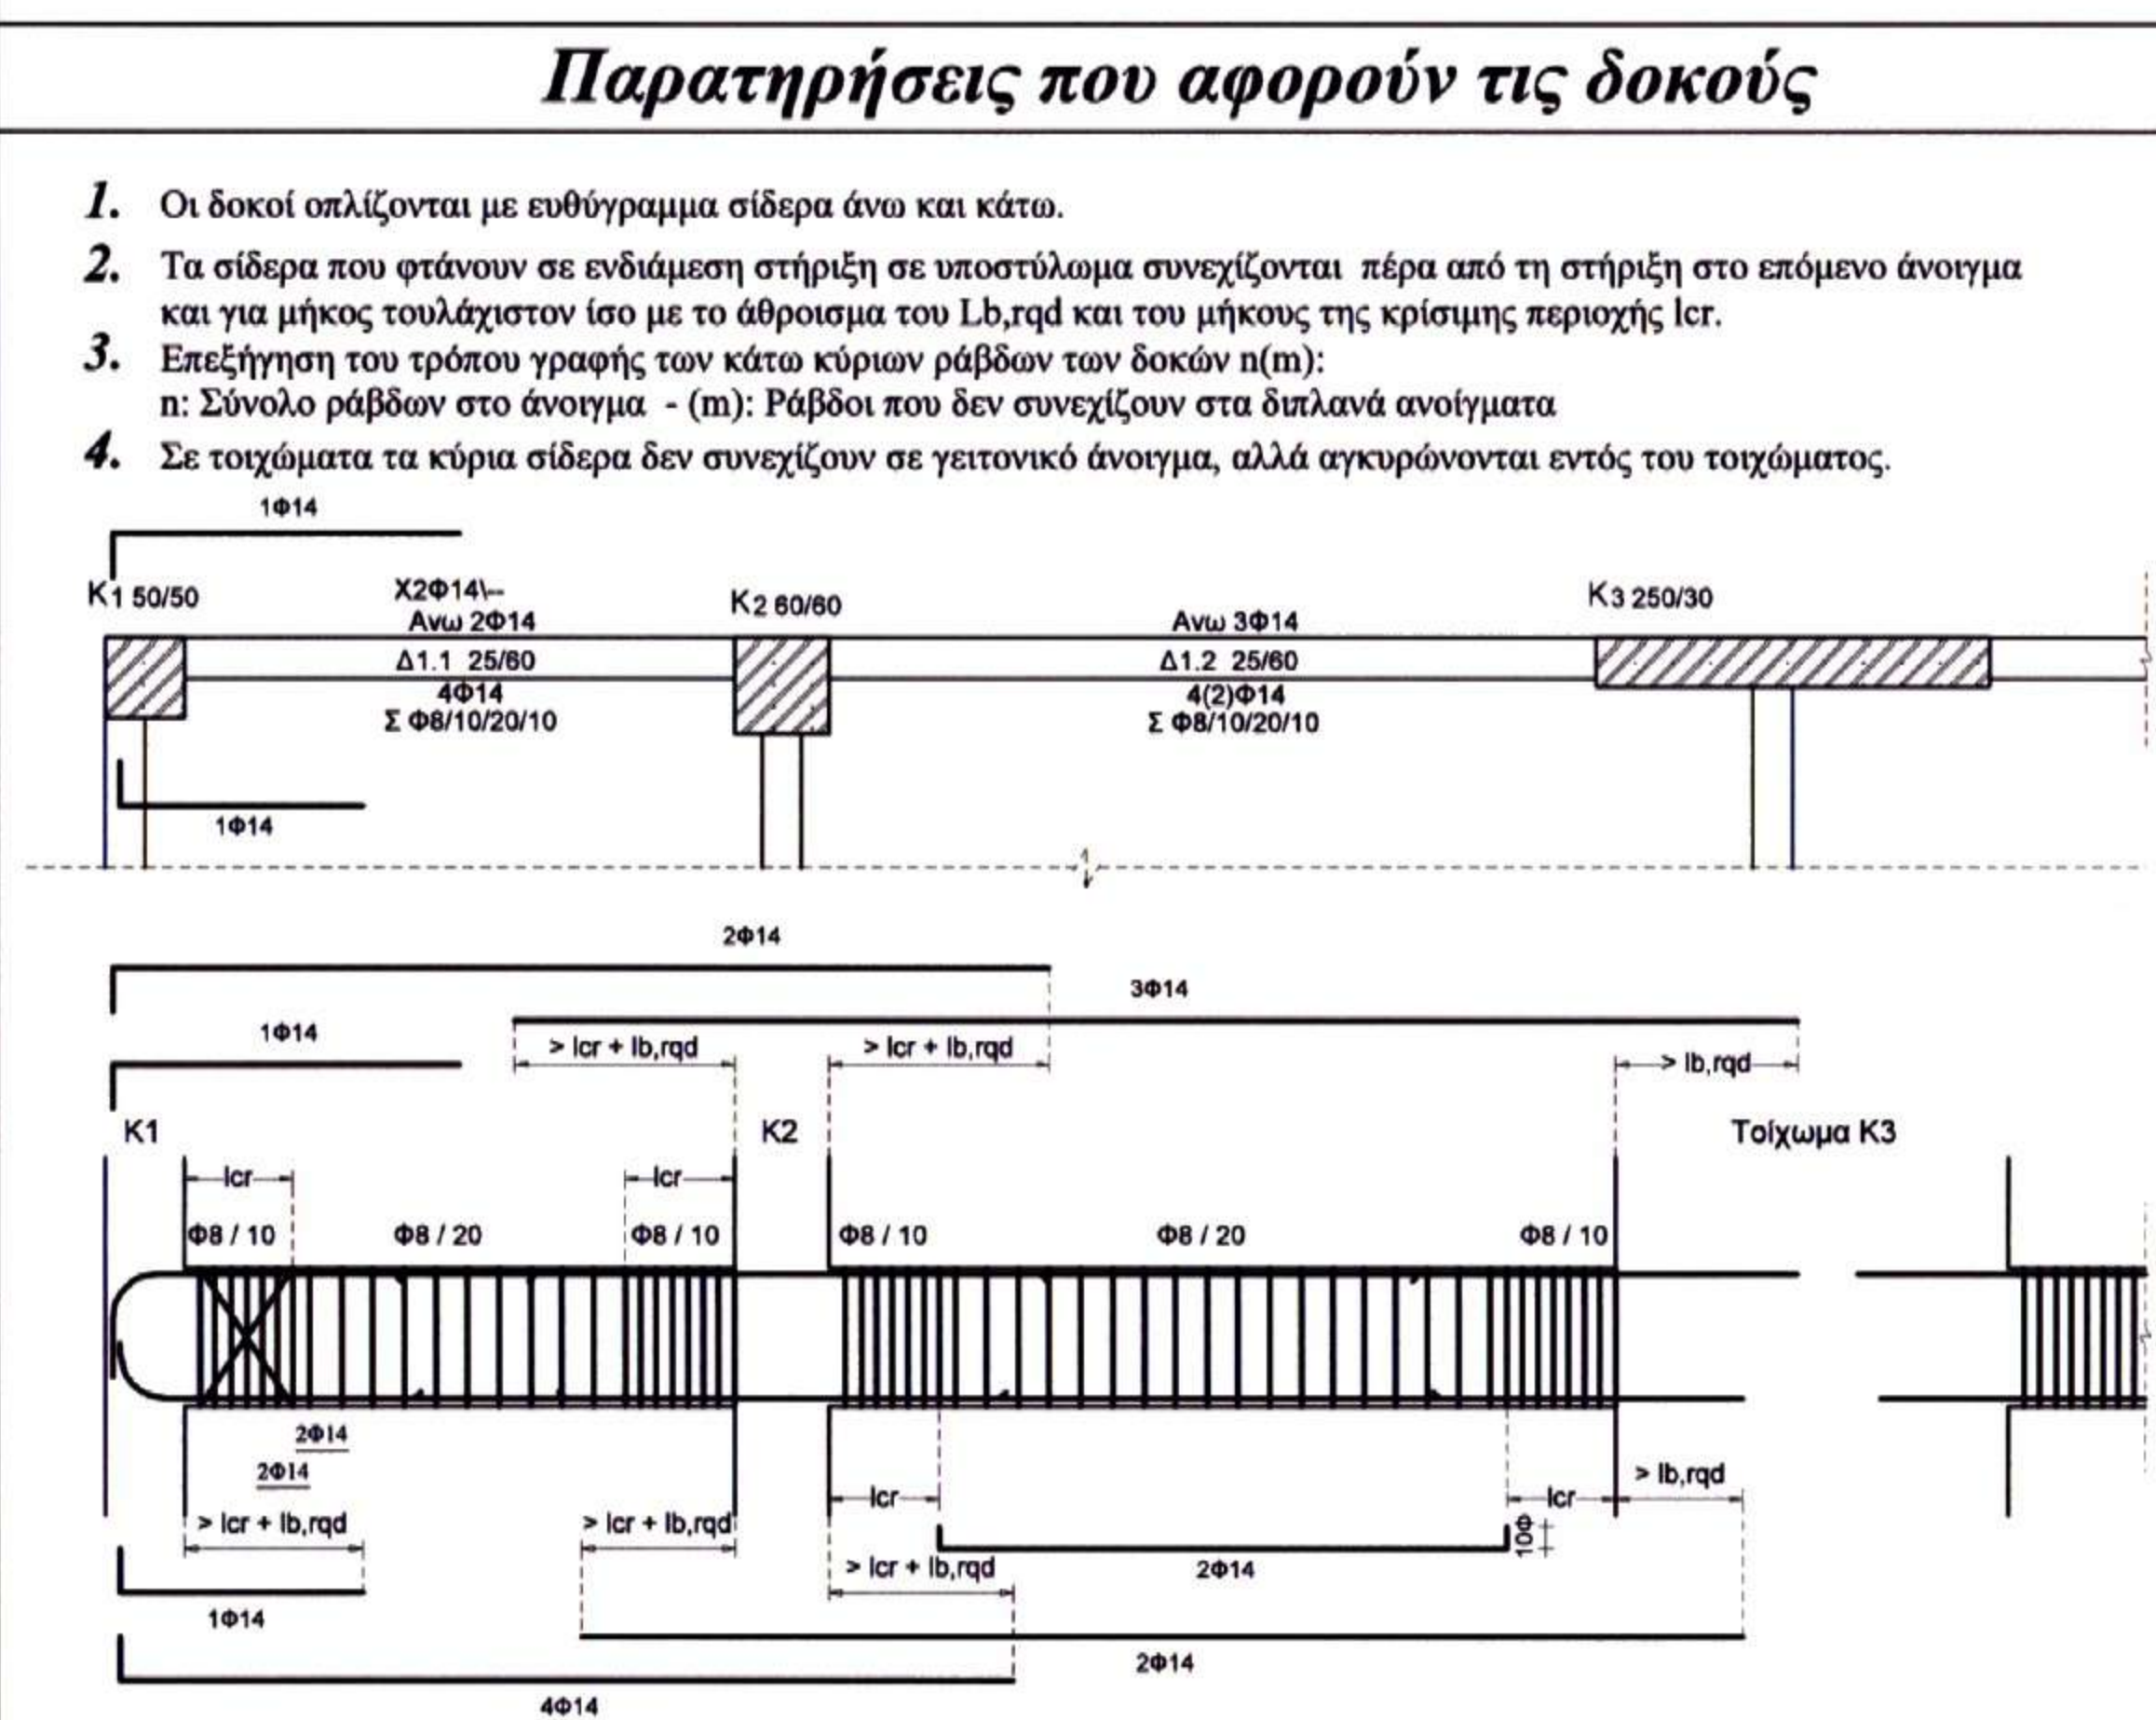 Παρατηρήσεις που αφορούν τις δοκούς
1. Οι δοκοί οπλίζονται με ευθύγραμμα σίδερα άνω και κάτω.
2. Τα σίδερα που φτάνουν σε ενδιάμεση στήριξη σε υποστύλωμα συνεχίζονται πέρα από τη στήριξη στο επόμενο άνοιγμα
και για μήκος τουλάχιστον ίσο με το άθροισμα του Lb,rqd και του μήκους της κρίσιμης περιοχής lcr.
3. Επεξήγηση του τρόπου γραφής των κάτω κύριων ράβδων των δοκών n(m):
n: Σύνολο ράβδων στο άνοιγμα - (m): Ράβδοι που δεν συνεχίζουν στα διπλανά ανοίγματα
4. Σε τοιχώματα τα κύρια σίδερα δεν συνεχίζουν σε γειτονικό άνοιγμα, αλλά αγκυρώνονται εντός του τοιχώματος.
1Φ14
Κ1 50/50
Χ2Φ14\--
Κ2 60/60
Κ3 250/30
Ανω 2Φ14
Ανω 3Φ14
Δ1.1 25/60
Δ1.2 25/60
4Φ14
4(2)Φ14
Σ Φ8/10/20/10
Σ Φ8/10/20/10
1Φ14
2Φ14
3Φ14
1Φ14
> lcr + lb,rqd
> lcr + lb,rqd
> lb,rqd
Κ1
Κ2
Τοίχωμα Κ3
lcr
lcr
Φ8 / 10
Φ8 / 20
Φ8 / 10
Φ8 / 10
Φ8 / 20
Φ8 / 10
2Φ14
2Φ14
> lb,rqd
lcr
lcr
> lcr + lb,rqd
> lcr + lb,rqd
10Φ
> lcr + lb,rqd
2Φ14
1Φ14
2Φ14
4Φ14